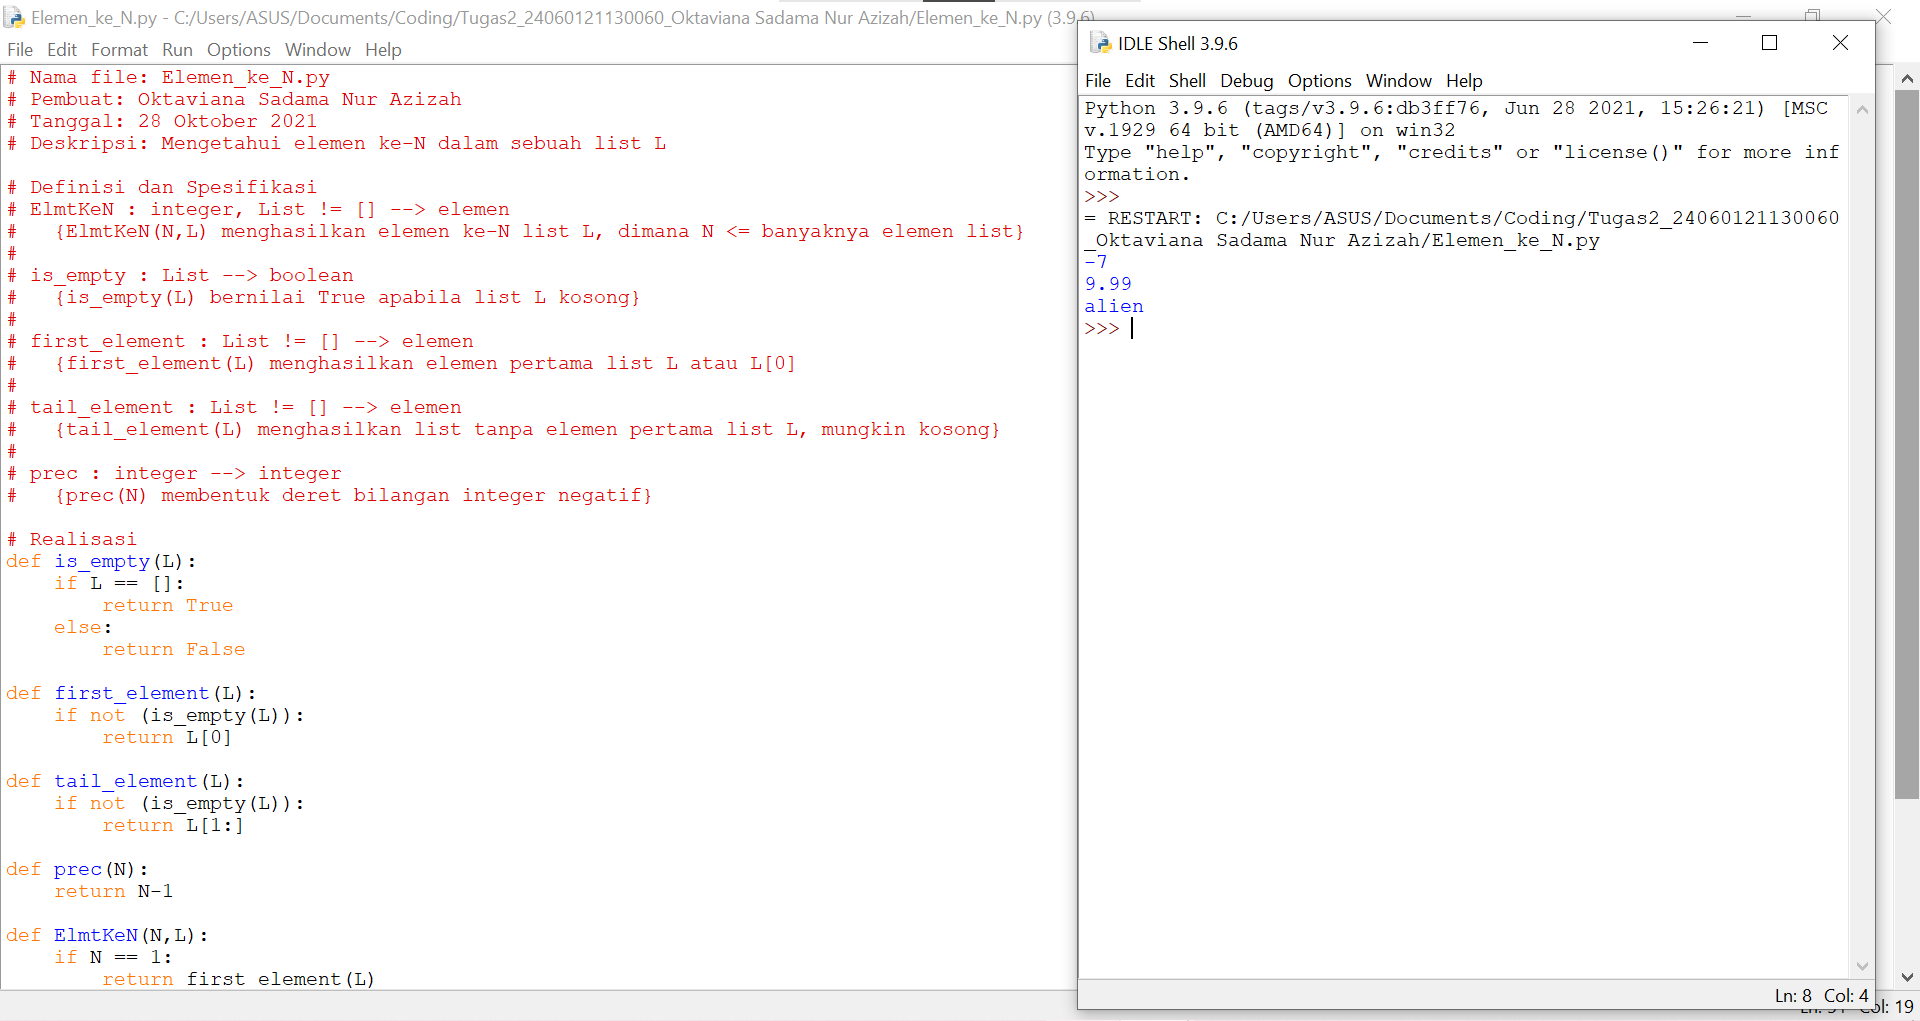 Elemen_ke_N.py - C:/Users/ASUS/Documents/Coding/Tugas2_24060121130060_Oktaviana Sadama Nur Azizah/Elemen_ke_N.py (3.9.6)
File Edit Format Run Options Window Help
# Nama file: Elemen_ke_N.py
# Pembuat: Oktaviana Sadama Nur Azizah
# Tanggal: 28 Oktober 2021
# Deskripsi: Mengetahui elemen ke-N dalam sebuah list L
# Definisi dan Spesifikasi
# ElmtKeN : integer, List != [] --> elemen
#   {ElmtKeN(N,L) menghasilkan elemen ke-N list L, dimana N <= banyaknya elemen list}
#
# is_empty : List --> boolean
#   {is_empty(L) bernilai True apabila list L kosong}
#
# first_element : List != [] --> elemen
#   {first_element(L) menghasilkan elemen pertama list L atau L[0]
#
# tail_element : List != [] --> elemen
#   {tail_element(L) menghasilkan list tanpa elemen pertama list L, mungkin kosong}
#
# prec : integer --> integer
#   {prec(N) membentuk deret bilangan integer negatif}
# Realisasi
def is_empty(L):
    if L == []:
        return True
    else:
        return False
def first_element(L):
    if not (is_empty(L)):
        return L[0]
def tail_element(L):
    if not (is_empty(L)):
        return L[1:]
def prec(N):
    return N-1
def ElmtKeN(N,L):
    if N == 1:
        return first_element(L)
IDLE Shell 3.9.6
File Edit Shell Debug Options Window Help
Python 3.9.6 (tags/v3.9.6:db3ff76, Jun 28 2021, 15:26:21) [MSC
v.1929 64 bit (AMD64)] on win32
Type "help", "copyright", "credits" or "license()" for more inf
ormation.
>>>
= RESTART: C:/Users/ASUS/Documents/Coding/Tugas2_24060121130060
_Oktaviana Sadama Nur Azizah/Elemen_ke_N.py
-7
9.99
alien
>>>
Ln: 8 Col: 4
Col: 19